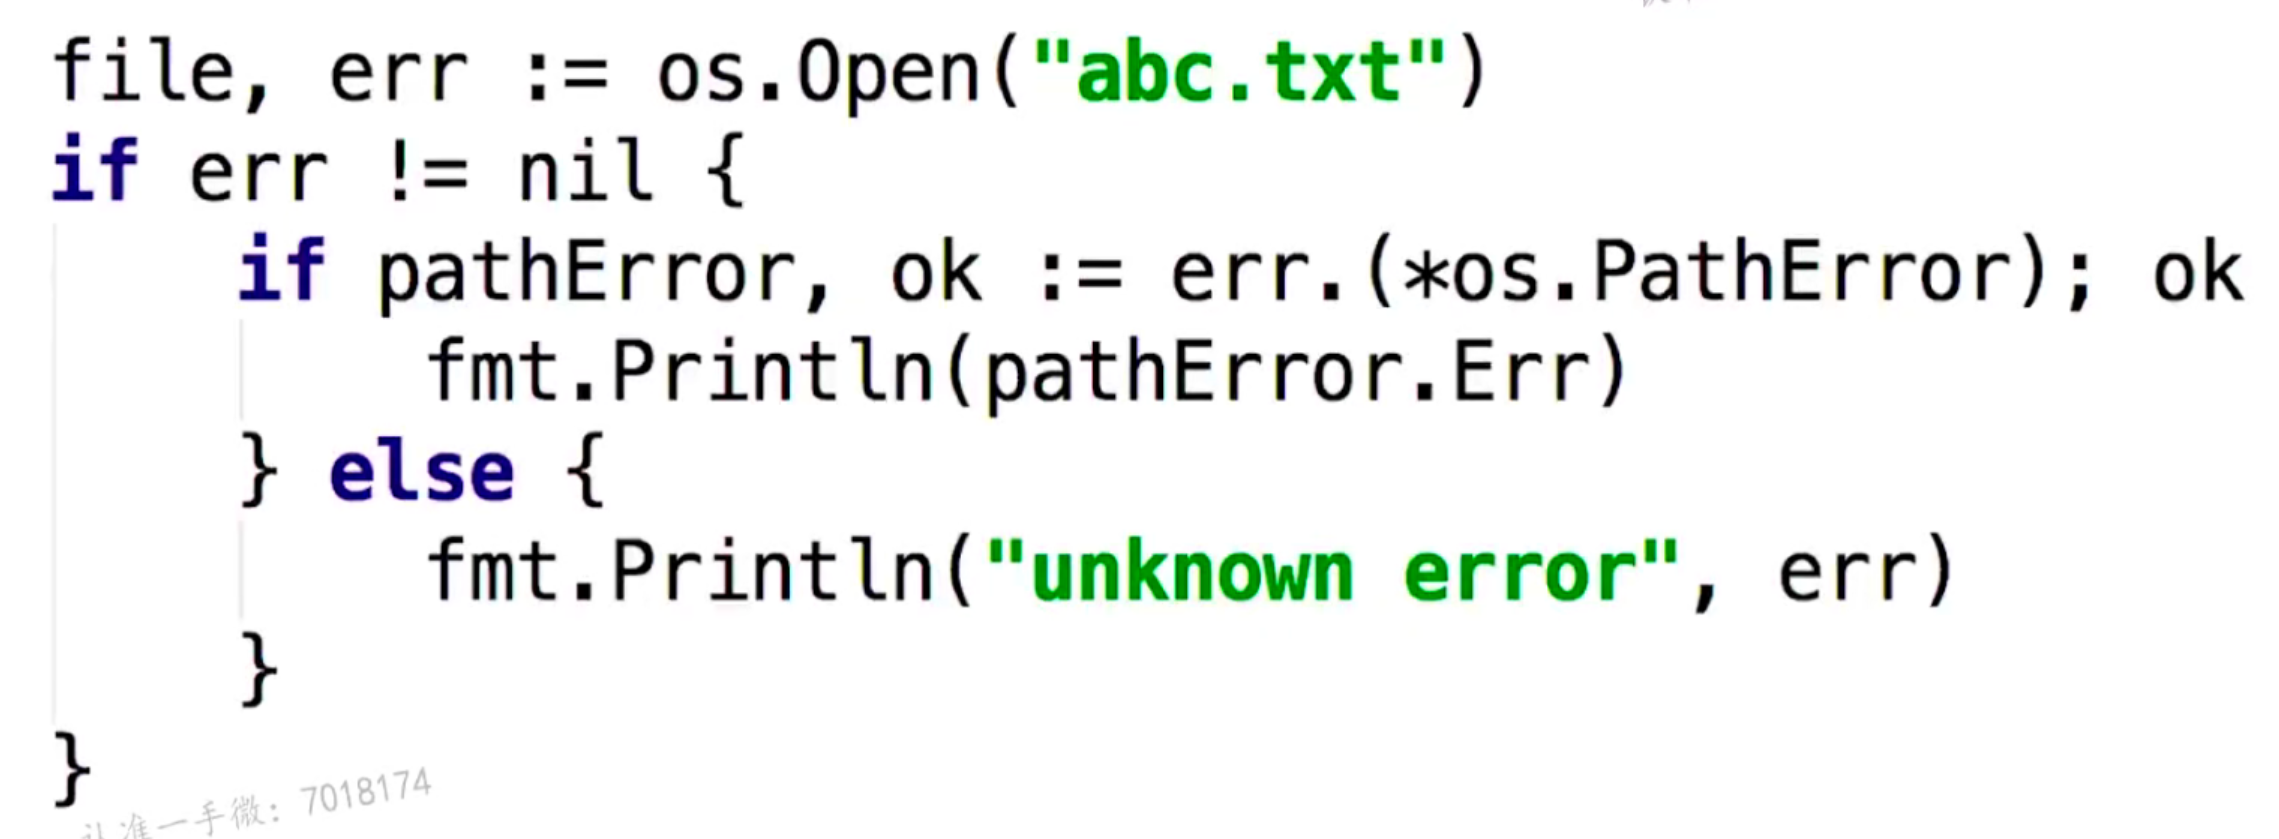 file, err := os.Open("abc.txt")
if err != nil {
if pathError, ok := err.(*os.PathError); ok
fmt.Println(pathError.Err)
} else {
fmt.Println("unknown error", err)
}
}
认准一手微: 7018174